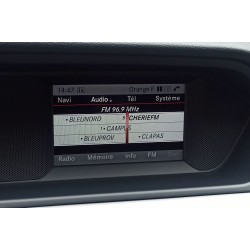 14:47 Orange F
Navi Audio Tél Système
FM 96.9 MHz
BLEUNORD CHERIEFM
CAMPUS
BLEUPROV CLAPAS
Radio Mémoire Info FM